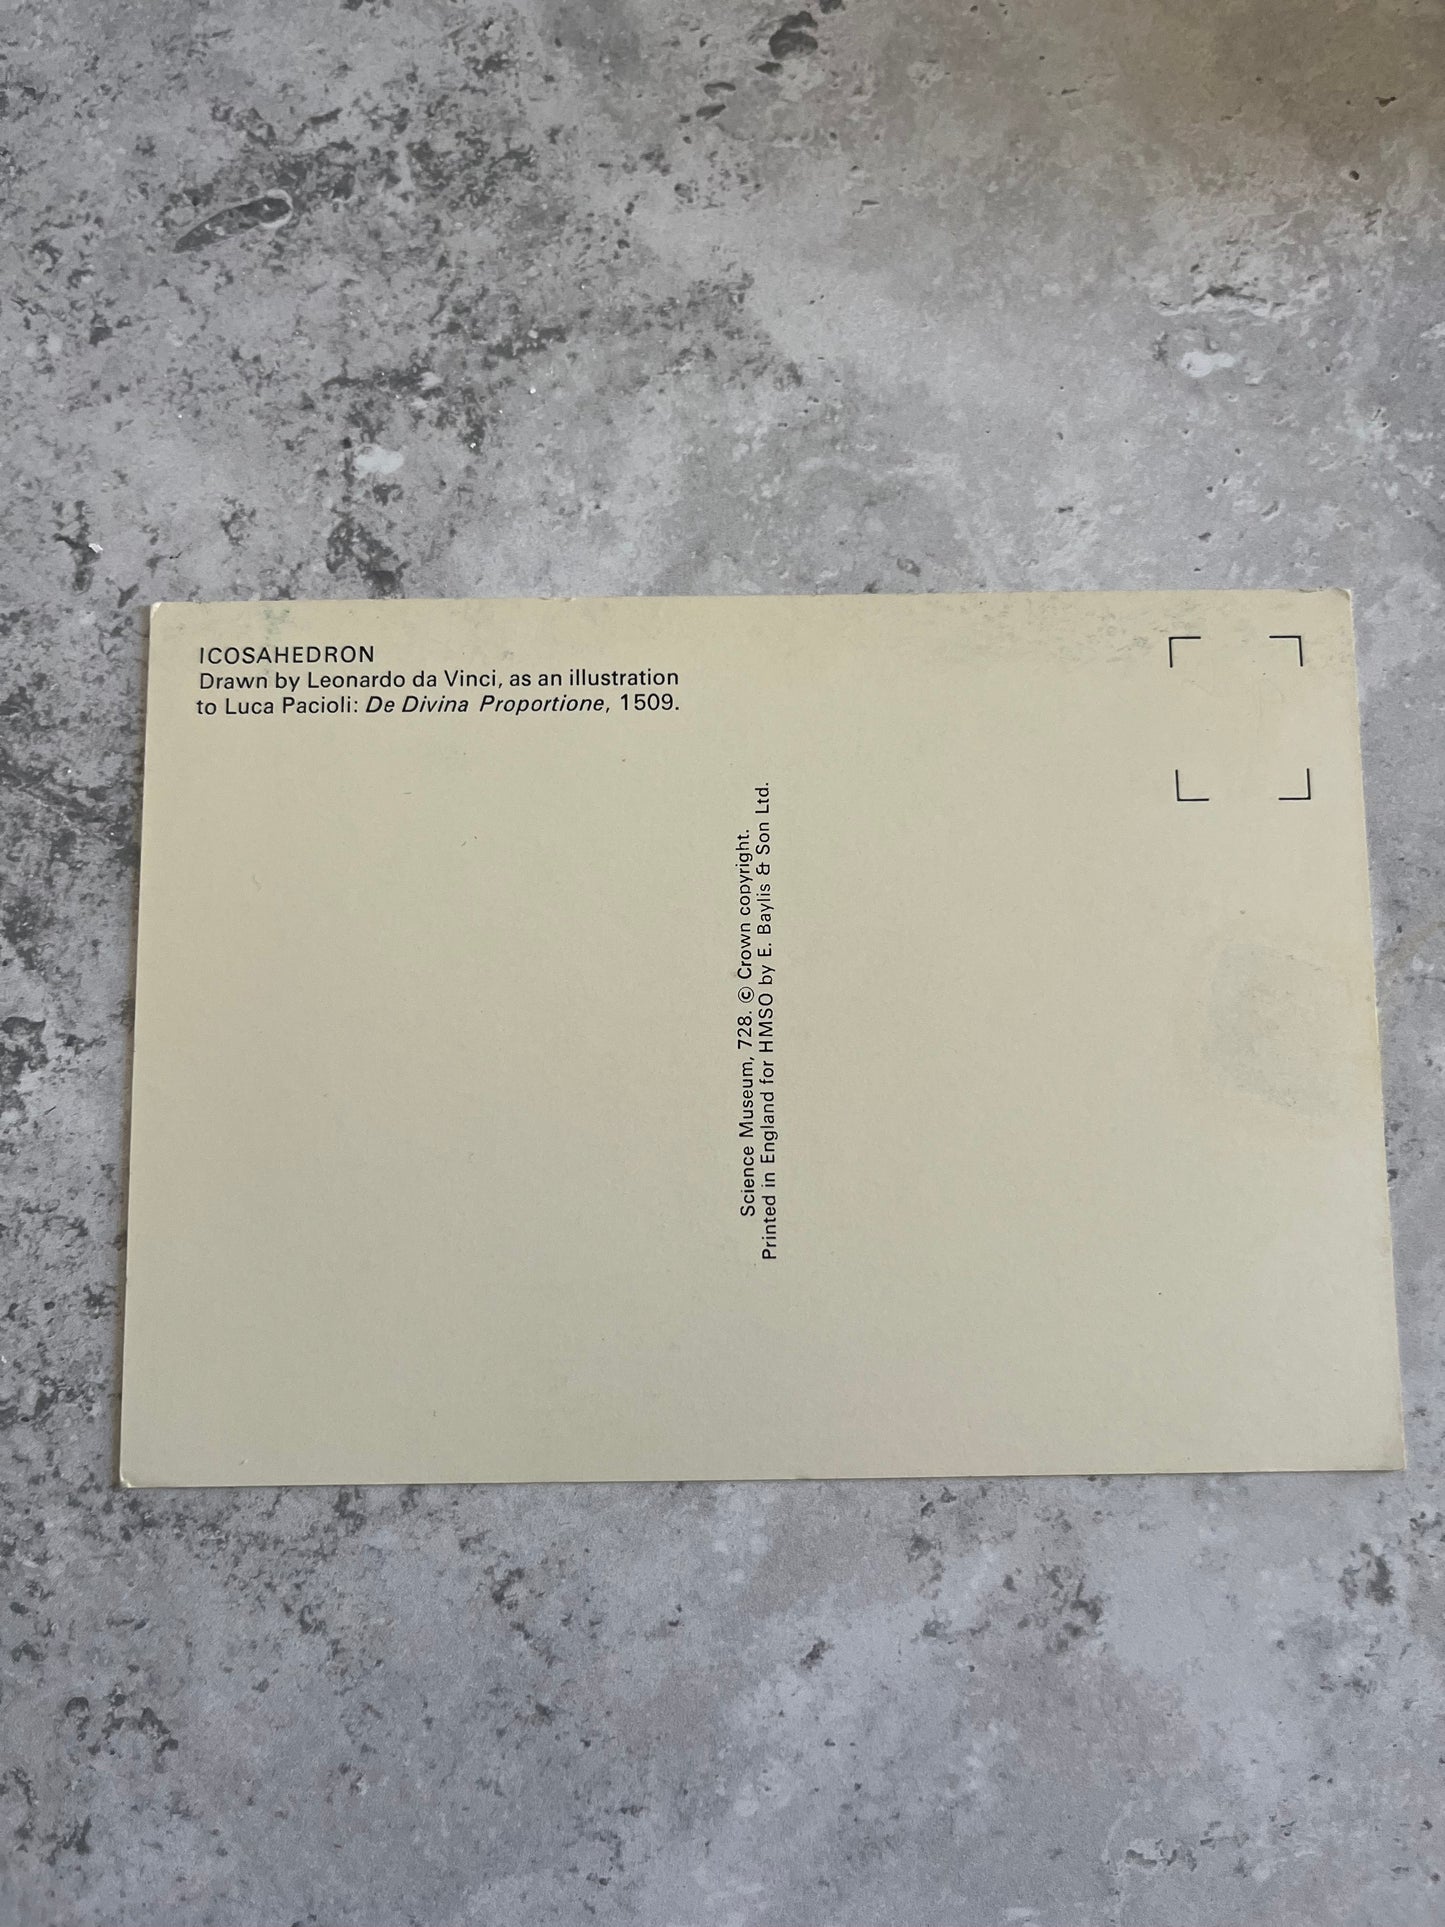 ICOSAHEDRON
Drawn by Leonardo da Vinci, as an illustration
to Luca Pacioli: De Divina Proportione, 1509.
Science Museum, 728. © Crown copyright.
Printed in England for HMSO by E. Baylis & Son Ltd.